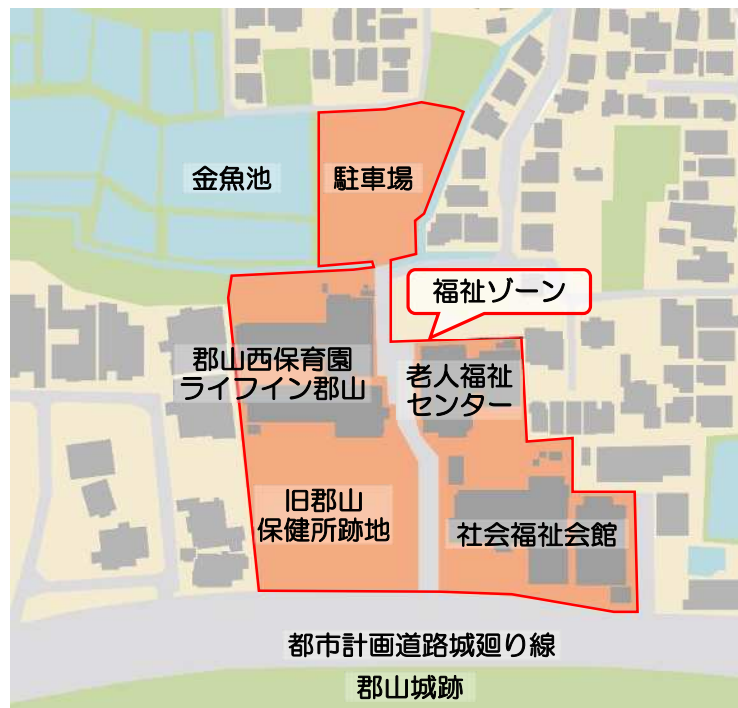 金魚池
駐車場
福祉ゾーン
郡山西保育園
ライフイン郡山
老人福祉
センター
旧郡山
保健所跡地
社会福祉会館
都市計画道路城廻り線
郡山城跡